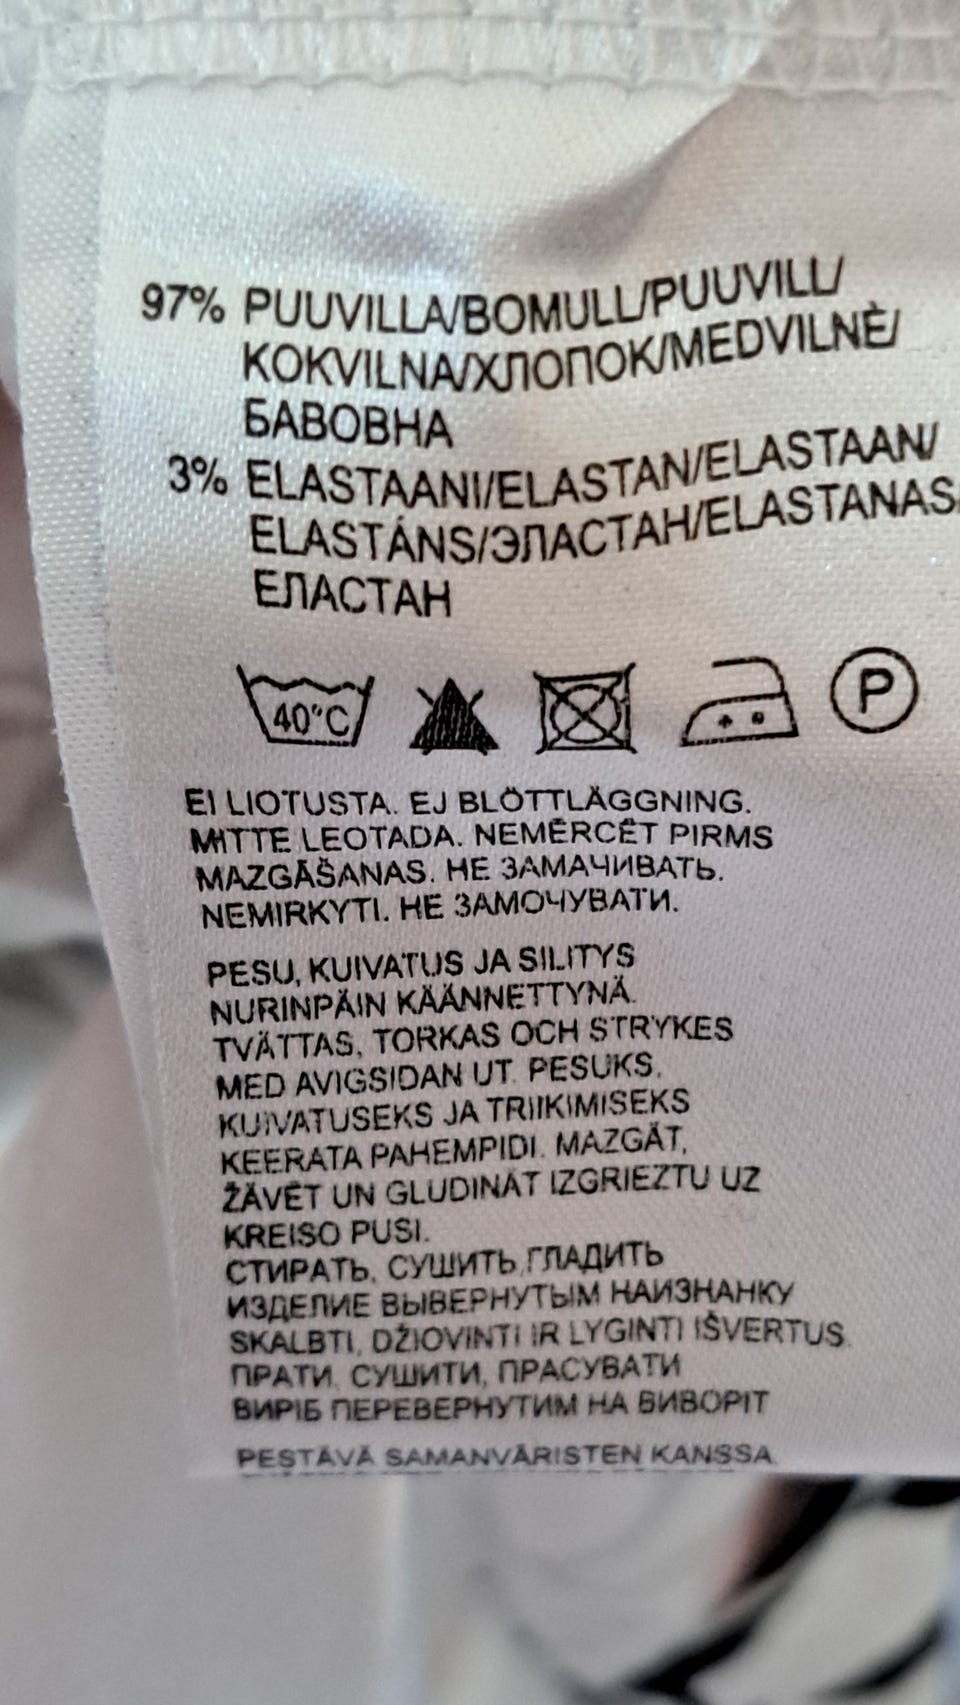 97% PUUVILLA/BOMULL/PUUVILL/
KOKVILNA/ХЛОПОК/MEDVILNĖ/
БАВОВНА
3% ELASTAANI/ELASTAN/ELASTAAN/
ELASTĀNS/ЭЛАСТАН/ELASTANAS/
ЕЛАСТАН
40°C P
EI LIOTUSTA. EJ BLÖTTLÄGGNING.
MITTE LEOTADA. NEMĒRCĒT PIRMS
MAZGĀŠANAS. НЕ ЗАМАЧИВАТЬ.
NEMIRKYTI. НЕ ЗАМОЧУВАТИ.
PESU, KUIVATUS JA SILITYS
NURINPÄIN KÄÄNNETTYNÄ.
TVÄTTAS, TORKAS OCH STRYKES
MED AVIGSIDAN UT. PESUKS,
KUIVATUSEKS JA TRIIKIMISEKS
KEERATA PAHEMPIDI. MAZGĀT,
ŽĀVĒT UN GLUDINĀT IZGRIEZTU UZ
KREISO PUSI.
СТИРАТЬ, СУШИТЬ,ГЛАДИТЬ
ИЗДЕЛИЕ ВЫВЕРНУТЫМ НАИЗНАНКУ
SKALBTI, DŽIOVINTI IR LYGINTI IŠVERTUS.
ПРАТИ, СУШИТИ, ПРАСУВАТИ
ВИРІБ ПЕРЕВЕРНУТИМ НА ВИВОРІТ
PESTÄVÄ SAMANVÄRISTEN KANSSA.